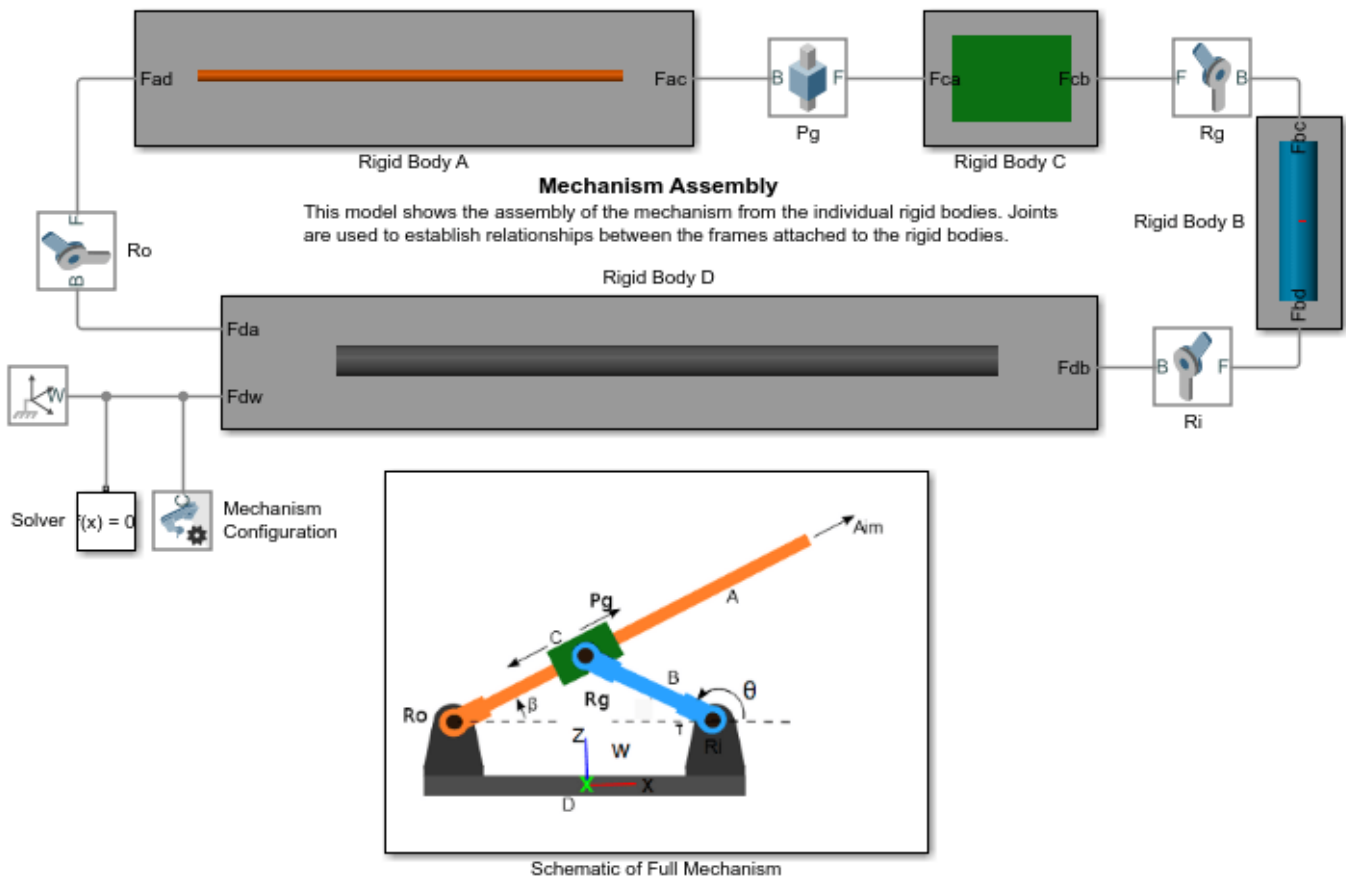 Fad
Fac
B
F
Pg
Fca
Fcb
F
B
Rg
Rigid Body A
Rigid Body C
Fbc
Mechanism Assembly
This model shows the assembly of the mechanism from the individual rigid bodies. Joints
are used to establish relationships between the frames attached to the rigid bodies.
Rigid Body B
F
Ro
B
Rigid Body D
Fbd
Fda
Fdb
B
F
Ri
W
Fdw
Solver
f(x) = 0
C
Mechanism
Configuration
Aim
A
Pg
C
B
θ
Rg
β
Ro
Ri
Z
W
X
X
D
Schematic of Full Mechanism